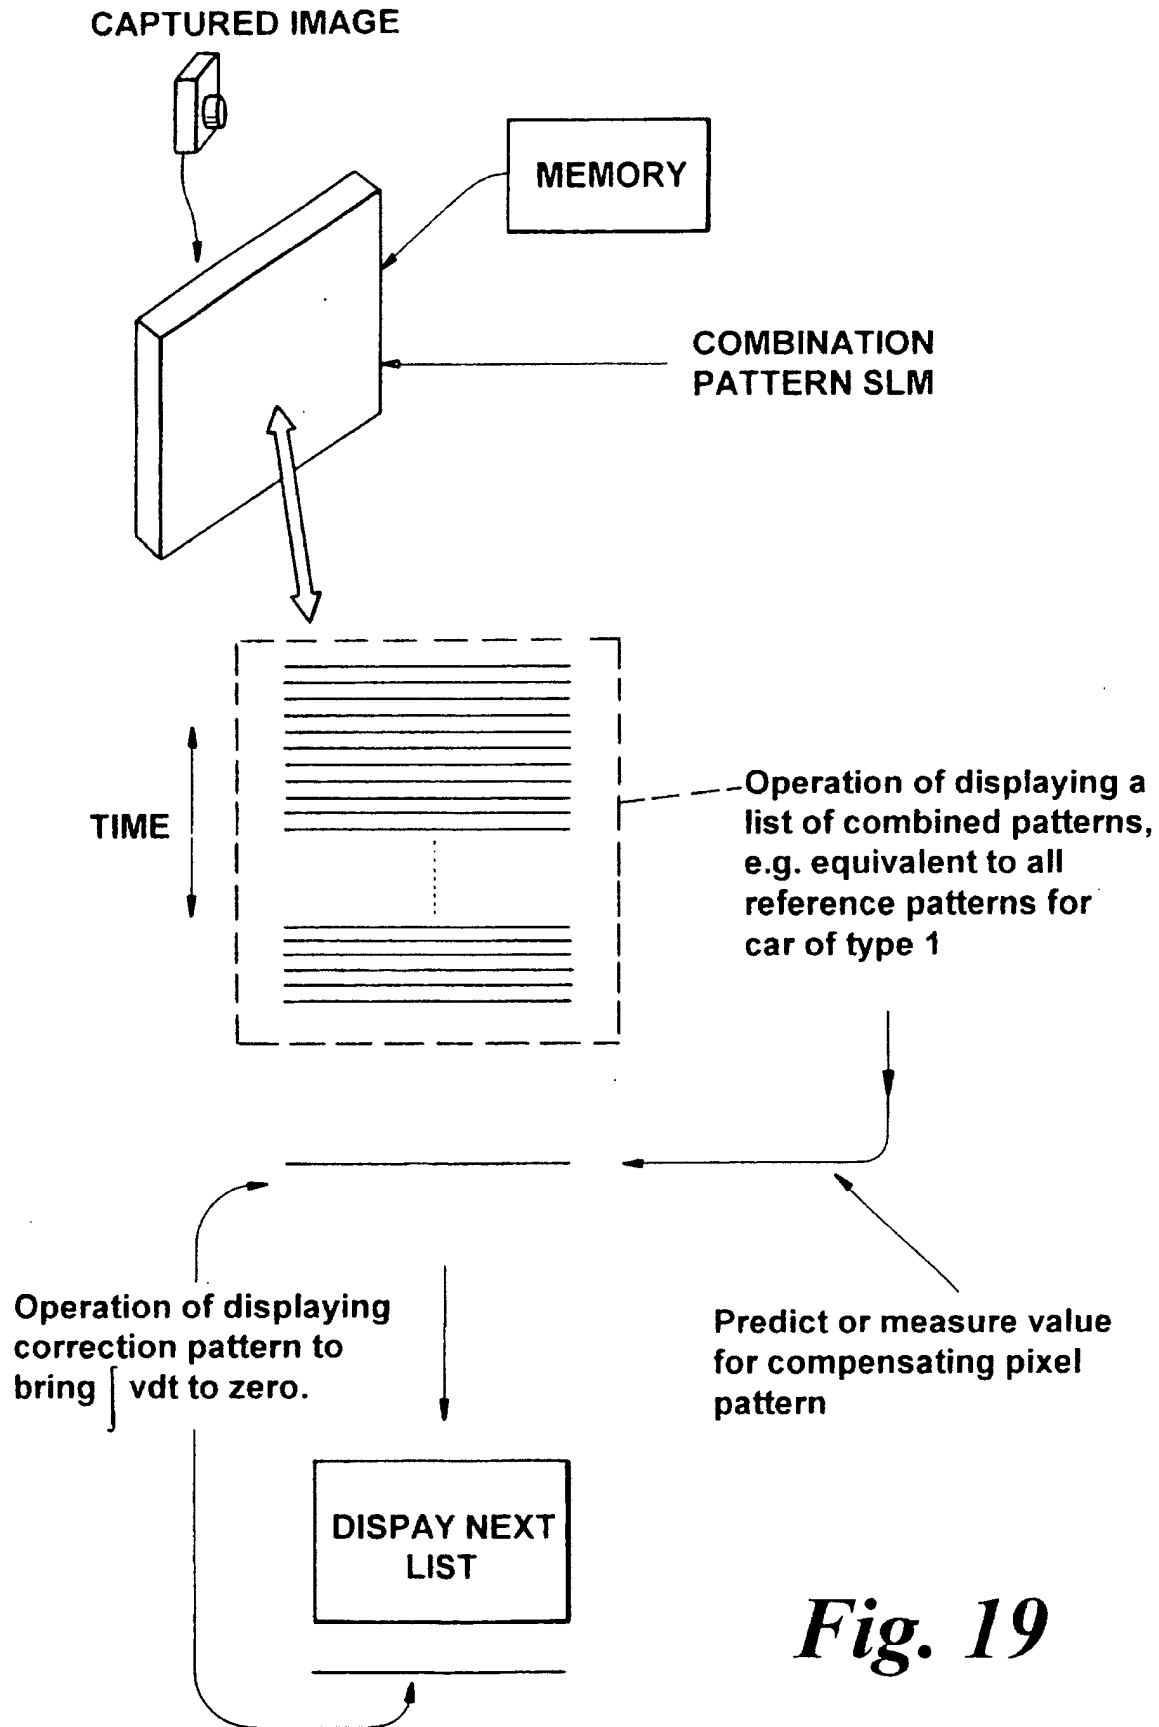 CAPTURED IMAGE
MEMORY
COMBINATION
PATTERN SLM
TIME
Operation of displaying a
list of combined patterns,
e.g. equivalent to all
reference patterns for
car of type 1
Operation of displaying
correction pattern to
bring ∫ vdt to zero.
Predict or measure value
for compensating pixel
pattern
DISPAY NEXT
LIST
Fig. 19